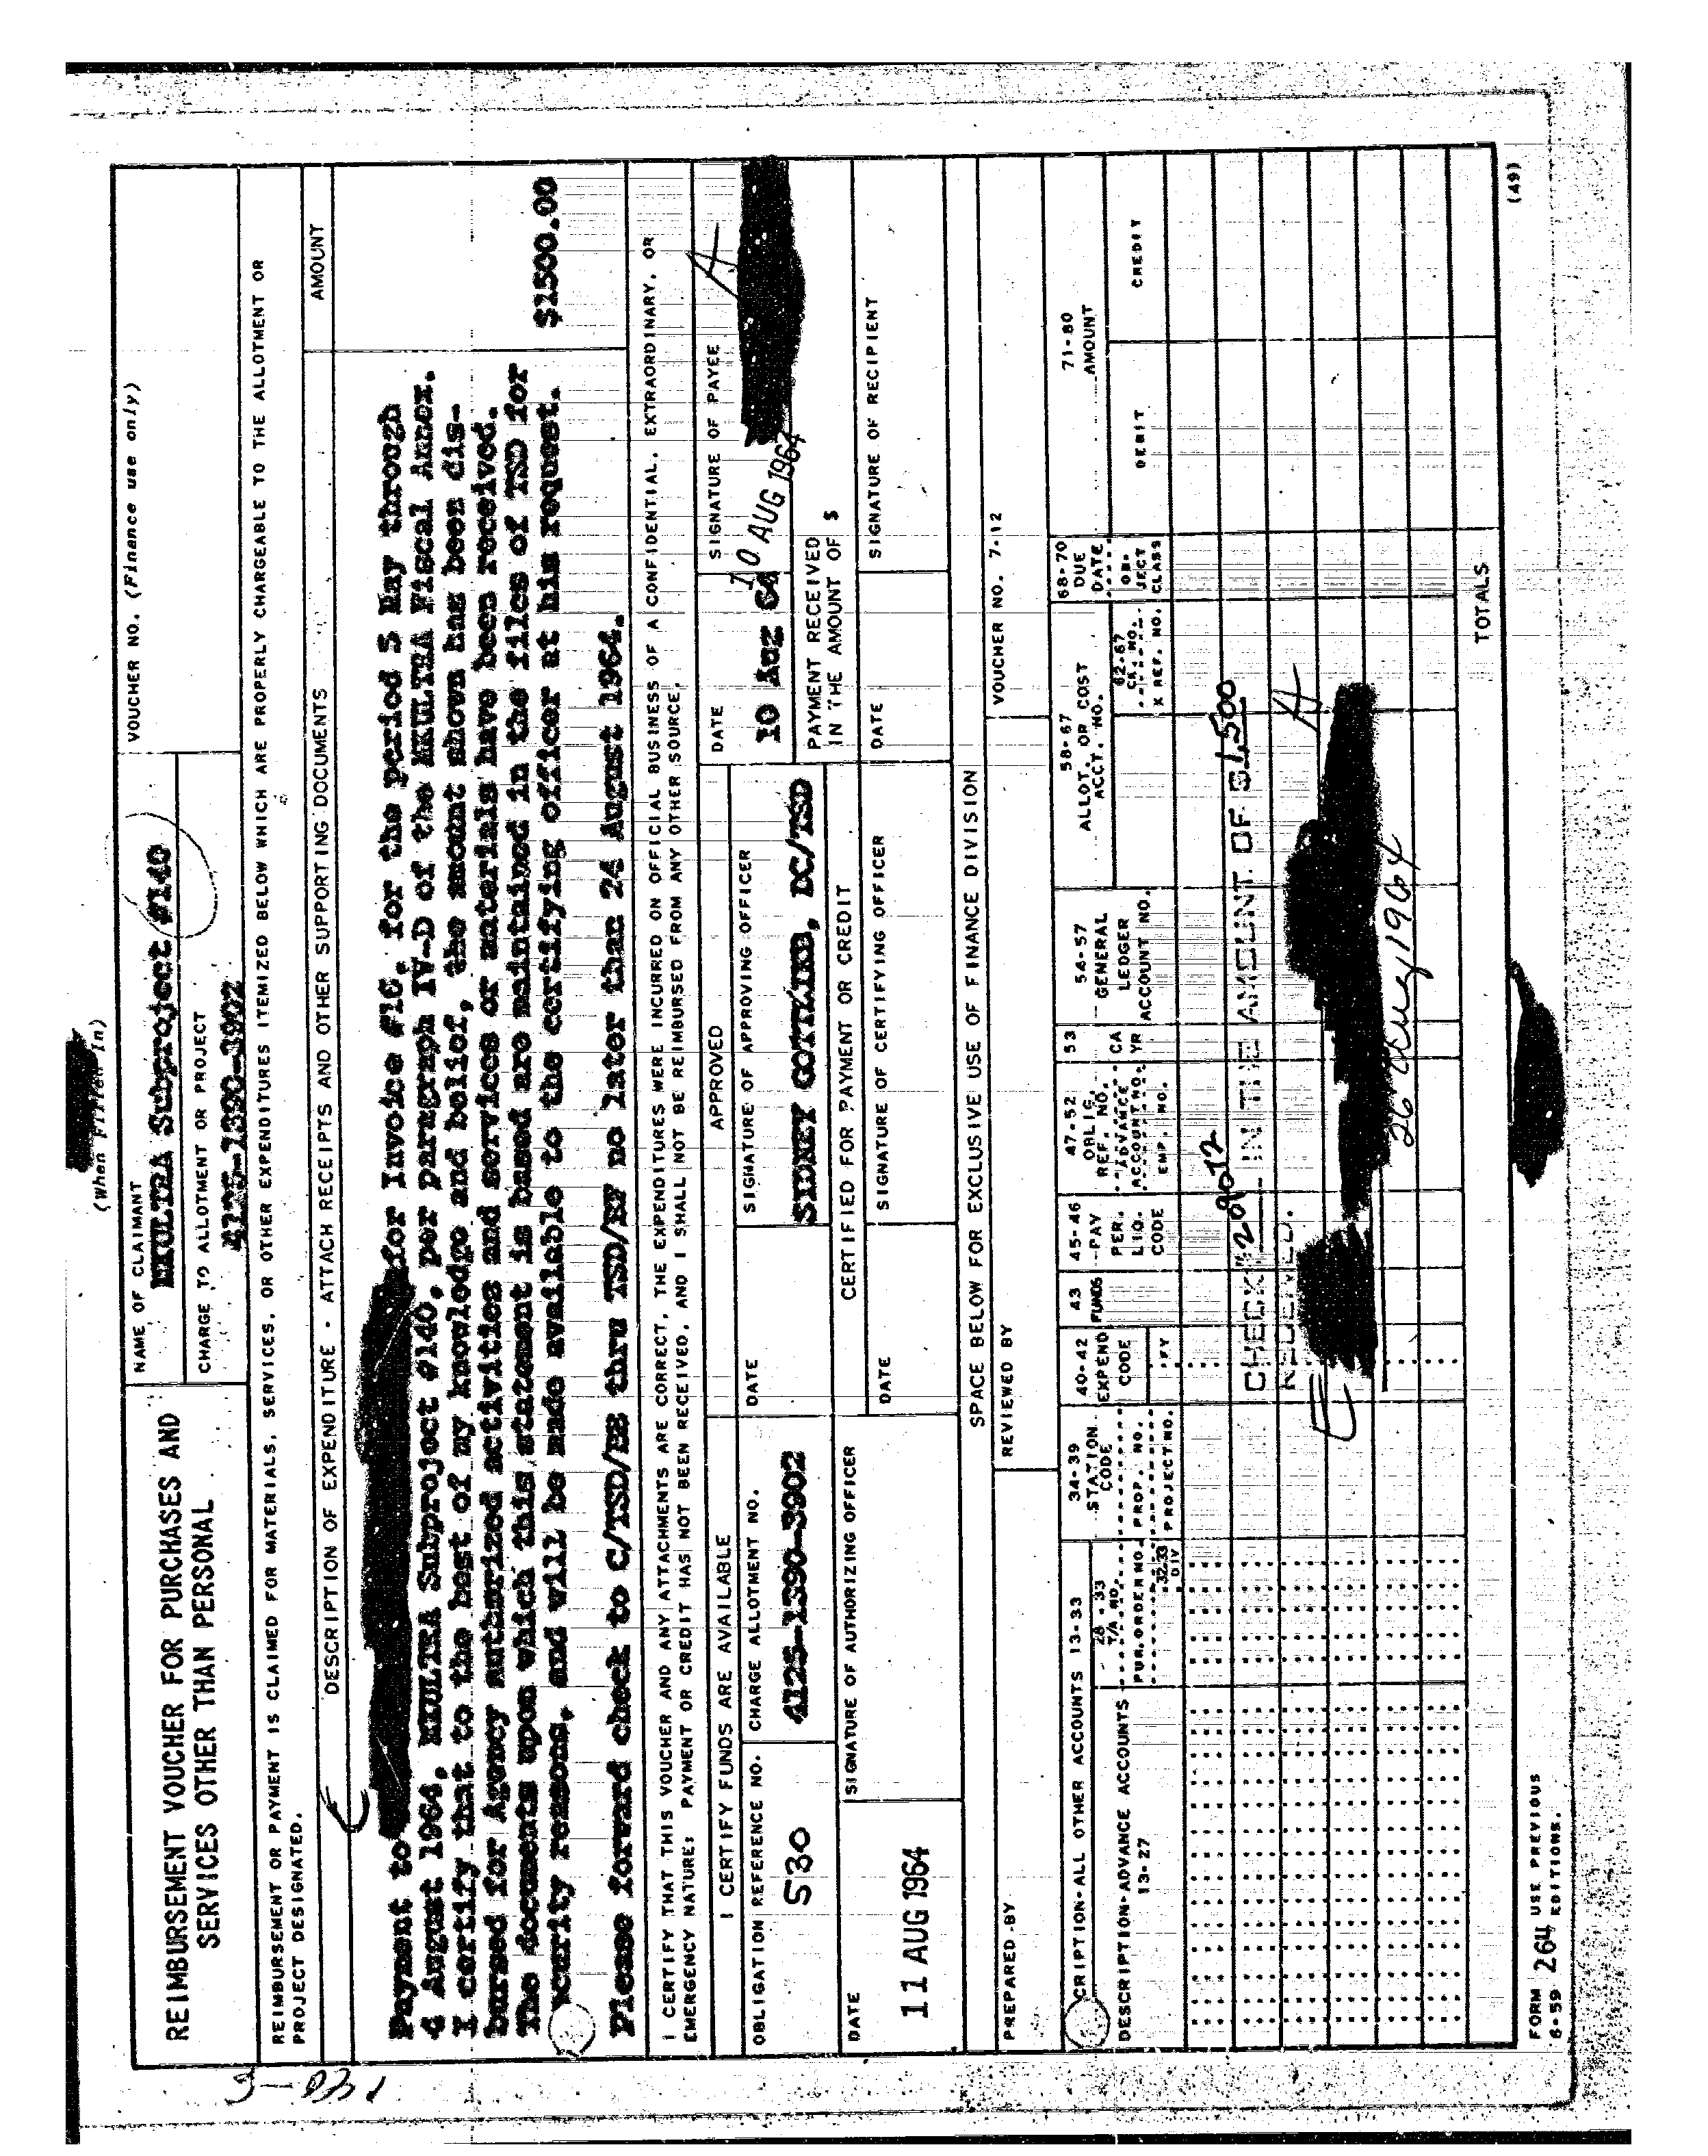 (When Filled In)
REIMBURSEMENT VOUCHER FOR PURCHASES AND
SERVICES OTHER THAN PERSONAL
NAME OF CLAIMANT
MKULTRA Subproject #140
CHARGE TO ALLOTMENT OR PROJECT
4125-1390-3902
VOUCHER NO. (Finance use only)
REIMBURSEMENT OR PAYMENT IS CLAIMED FOR MATERIALS, SERVICES, OR OTHER EXPENDITURES ITEMIZED BELOW WHICH ARE PROPERLY CHARGEABLE TO THE ALLOTMENT OR
PROJECT DESIGNATED.
DESCRIPTION OF EXPENDITURE - ATTACH RECEIPTS AND OTHER SUPPORTING DOCUMENTS
AMOUNT
Payment to for Invoice #16, for the period 5 May through
4 August 1964, MKULTRA Subproject #140, per paragraph IV-D of the MKULTRA Fiscal Annex.
I certify that to the best of my knowledge and belief, the amount shown has been dis-
bursed for Agency authorized activities and services or materials have been received.
The documents upon which this statement is based are maintained in the files of TSD for
security reasons, and will be made available to the certifying officer at his request.
$1500.00
Please forward check to C/TSD/BB thru TSD/BF no later than 24 August 1964.
I CERTIFY THAT THIS VOUCHER AND ANY ATTACHMENTS ARE CORRECT, THE EXPENDITURES WERE INCURRED ON OFFICIAL BUSINESS OF A CONFIDENTIAL, EXTRAORDINARY, OR
EMERGENCY NATURE; PAYMENT OR CREDIT HAS NOT BEEN RECEIVED, AND I SHALL NOT BE REIMBURSED FROM ANY OTHER SOURCE.
I CERTIFY FUNDS ARE AVAILABLE
APPROVED
DATE
10 Aug 64
10 AUG 1964
SIGNATURE OF PAYEE
A
OBLIGATION REFERENCE NO.
530
CHARGE ALLOTMENT NO.
4125-1390-3902
DATE
SIGNATURE OF APPROVING OFFICER
SIDNEY GOTTLIEB, DC/TSD
PAYMENT RECEIVED
IN THE AMOUNT OF $
CERTIFIED FOR PAYMENT OR CREDIT
DATE
11 AUG 1964
SIGNATURE OF AUTHORIZING OFFICER
DATE
SIGNATURE OF CERTIFYING OFFICER
DATE
SIGNATURE OF RECIPIENT
SPACE BELOW FOR EXCLUSIVE USE OF FINANCE DIVISION
PREPARED BY
REVIEWED BY
VOUCHER NO. 7-12
CRIPTION-ALL OTHER ACCOUNTS 13-33
DESCRIPTION-ADVANCE ACCOUNTS
13-27
28-33
T/A NO.
PUR. ORDER NO.
32-33
DIV
34-39
STATION
CODE
PROP. NO.
PROJECT NO.
40-42
EXPEND
CODE
FY
43
FUNDS
45-46
PAY
PER.
LIQ.
CODE
47-52
OBLIG.
REF. NO.
ADVANCE
ACCOUNT NO.
EMP. NO.
53
CA
YR
54-57
GENERAL
LEDGER
ACCOUNT NO.
58-67
ALLOT. OR COST
ACCT. NO.
62-67
CK. NO.
X REF. NO.
68-70
DUE
DATE
OB-
JECT
CLASS
71-80
AMOUNT
DEBIT
CREDIT
CHECK IN THE AMOUNT OF $1,500
RECEIVED.
A
26 Aug 1964
TOTALS
FORM 264 USE PREVIOUS
6-59 EDITIONS.
(49)